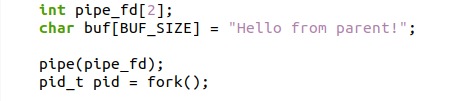 int pipe_fd[2];
char buf[BUF_SIZE] = "Hello from parent!";
pipe(pipe_fd);
pid_t pid = fork();